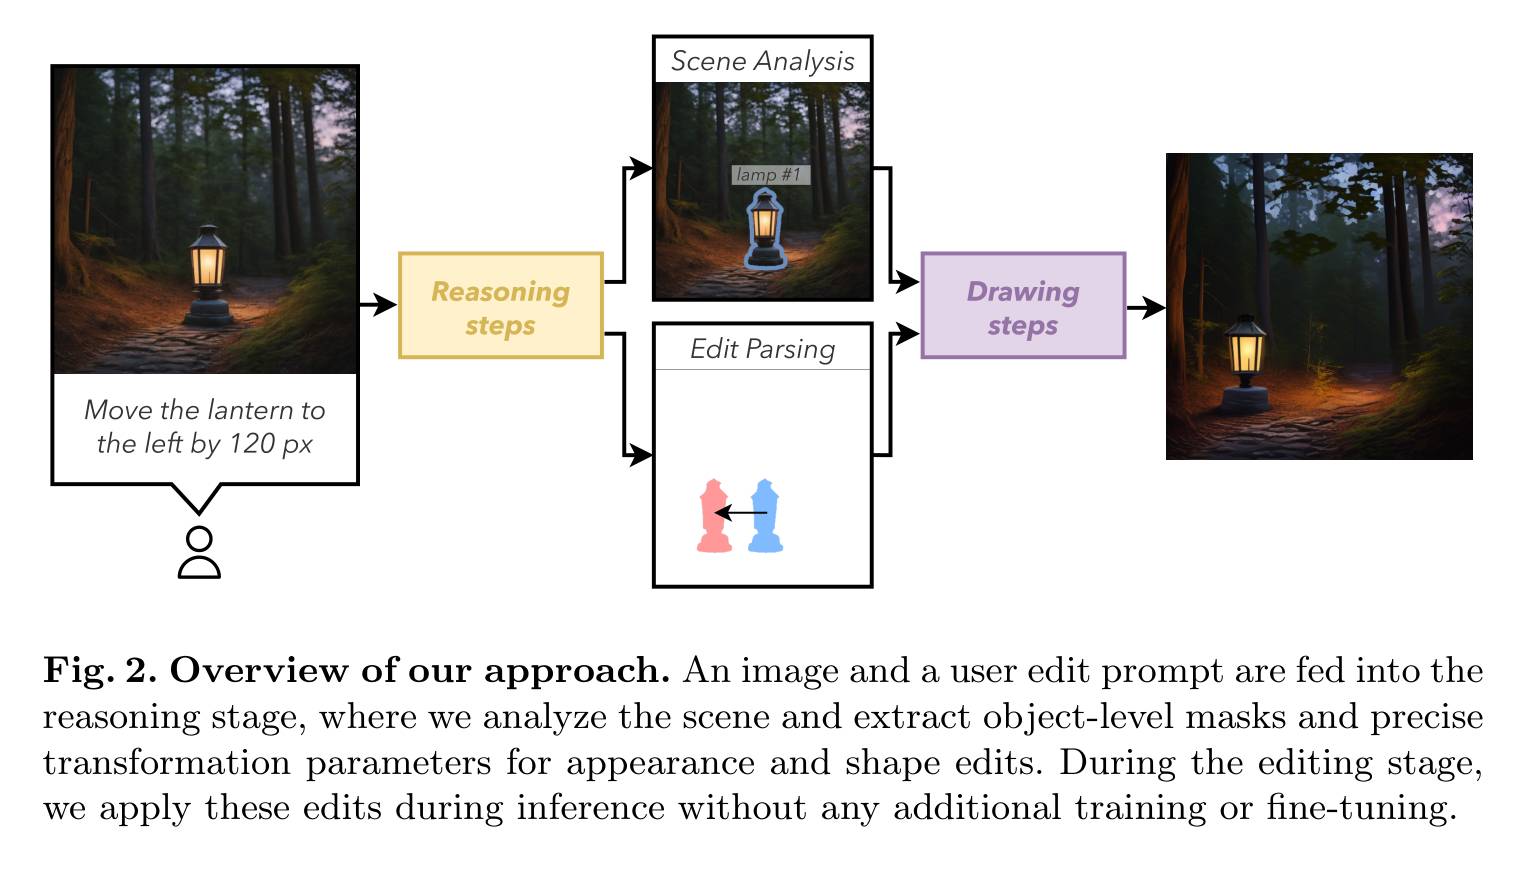 Scene Analysis
lamp #1
Move the lantern to
the left by 120 px
Reasoning
steps
Edit Parsing
Drawing
steps
Fig. 2. Overview of our approach. An image and a user edit prompt are fed into the
reasoning stage, where we analyze the scene and extract object-level masks and precise
transformation parameters for appearance and shape edits. During the editing stage,
we apply these edits during inference without any additional training or fine-tuning.